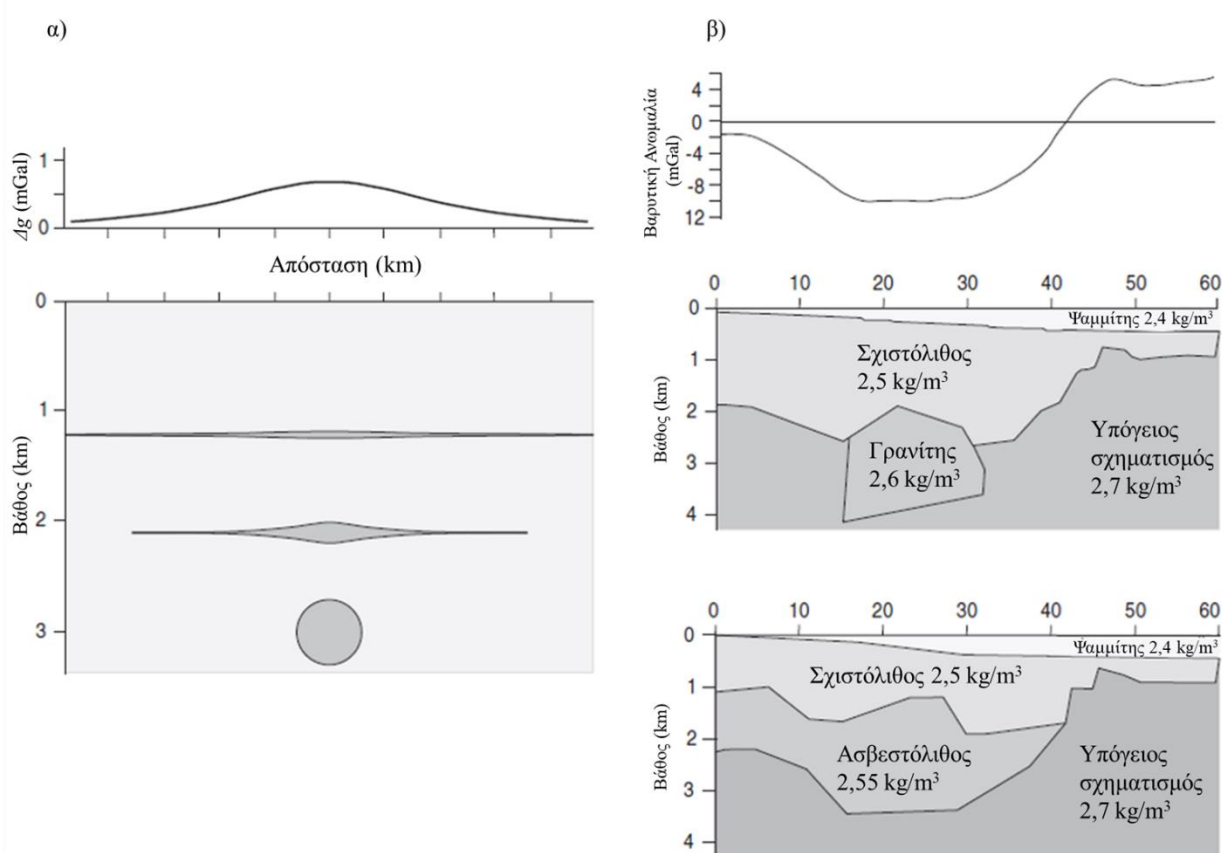 α)
1
0
Δg (mGal)
Απόσταση (km)
0
1
2
3
Βάθος (km)
β)
4
0
-4
-8
12
Βαρυτική Ανωμαλία
(mGal)
0 10 20 30 40 50 60
0
1
2
3
4
Βάθος (km)
Ψαμμίτης 2,4 kg/m³
Σχιστόλιθος
2,5 kg/m³
Γρανίτης
2,6 kg/m³
Υπόγειος
σχηματισμός
2,7 kg/m³
0 10 20 30 40 50 60
0
1
2
3
4
Βάθος (km)
Ψαμμίτης 2,4 kg/m³
Σχιστόλιθος 2,5 kg/m³
Ασβεστόλιθος
2,55 kg/m³
Υπόγειος
σχηματισμός
2,7 kg/m³